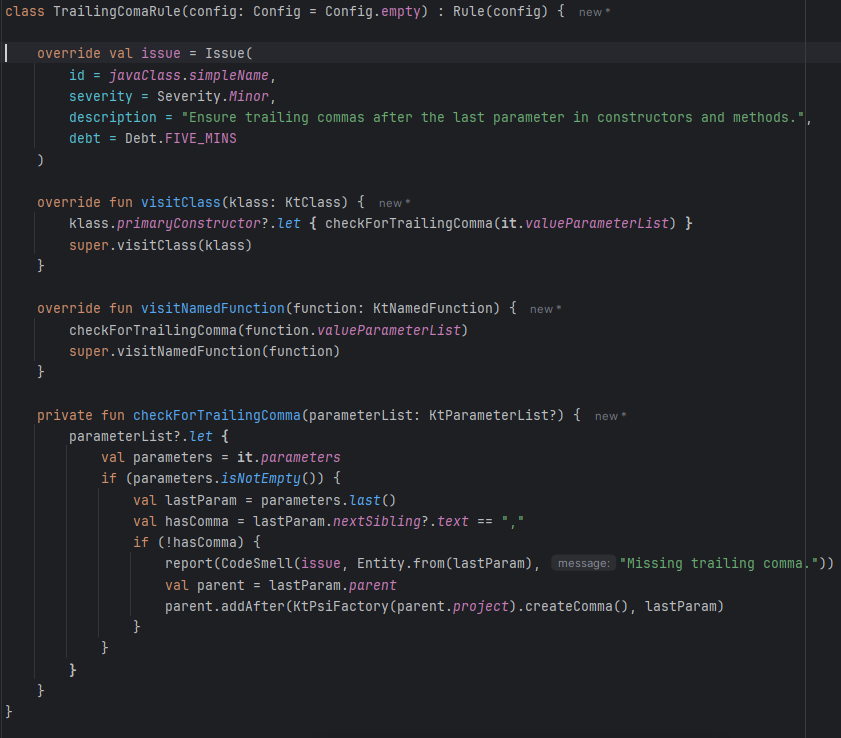 class TrailingComaRule(config: Config = Config.empty) : Rule(config) {  new *
    override val issue = Issue(
        id = javaClass.simpleName,
        severity = Severity.Minor,
        description = "Ensure trailing commas after the last parameter in constructors and methods.",
        debt = Debt.FIVE_MINS
    )
    override fun visitClass(klass: KtClass) {  new *
        klass.primaryConstructor?.let { checkForTrailingComma(it.valueParameterList) }
        super.visitClass(klass)
    }
    override fun visitNamedFunction(function: KtNamedFunction) {  new *
        checkForTrailingComma(function.valueParameterList)
        super.visitNamedFunction(function)
    }
    private fun checkForTrailingComma(parameterList: KtParameterList?) {  new *
        parameterList?.let {
            val parameters = it.parameters
            if (parameters.isNotEmpty()) {
                val lastParam = parameters.last()
                val hasComma = lastParam.nextSibling?.text == ","
                if (!hasComma) {
                    report(CodeSmell(issue, Entity.from(lastParam), message: "Missing trailing comma."))
                    val parent = lastParam.parent
                    parent.addAfter(KtPsiFactory(parent.project).createComma(), lastParam)
                }
            }
        }
    }
}